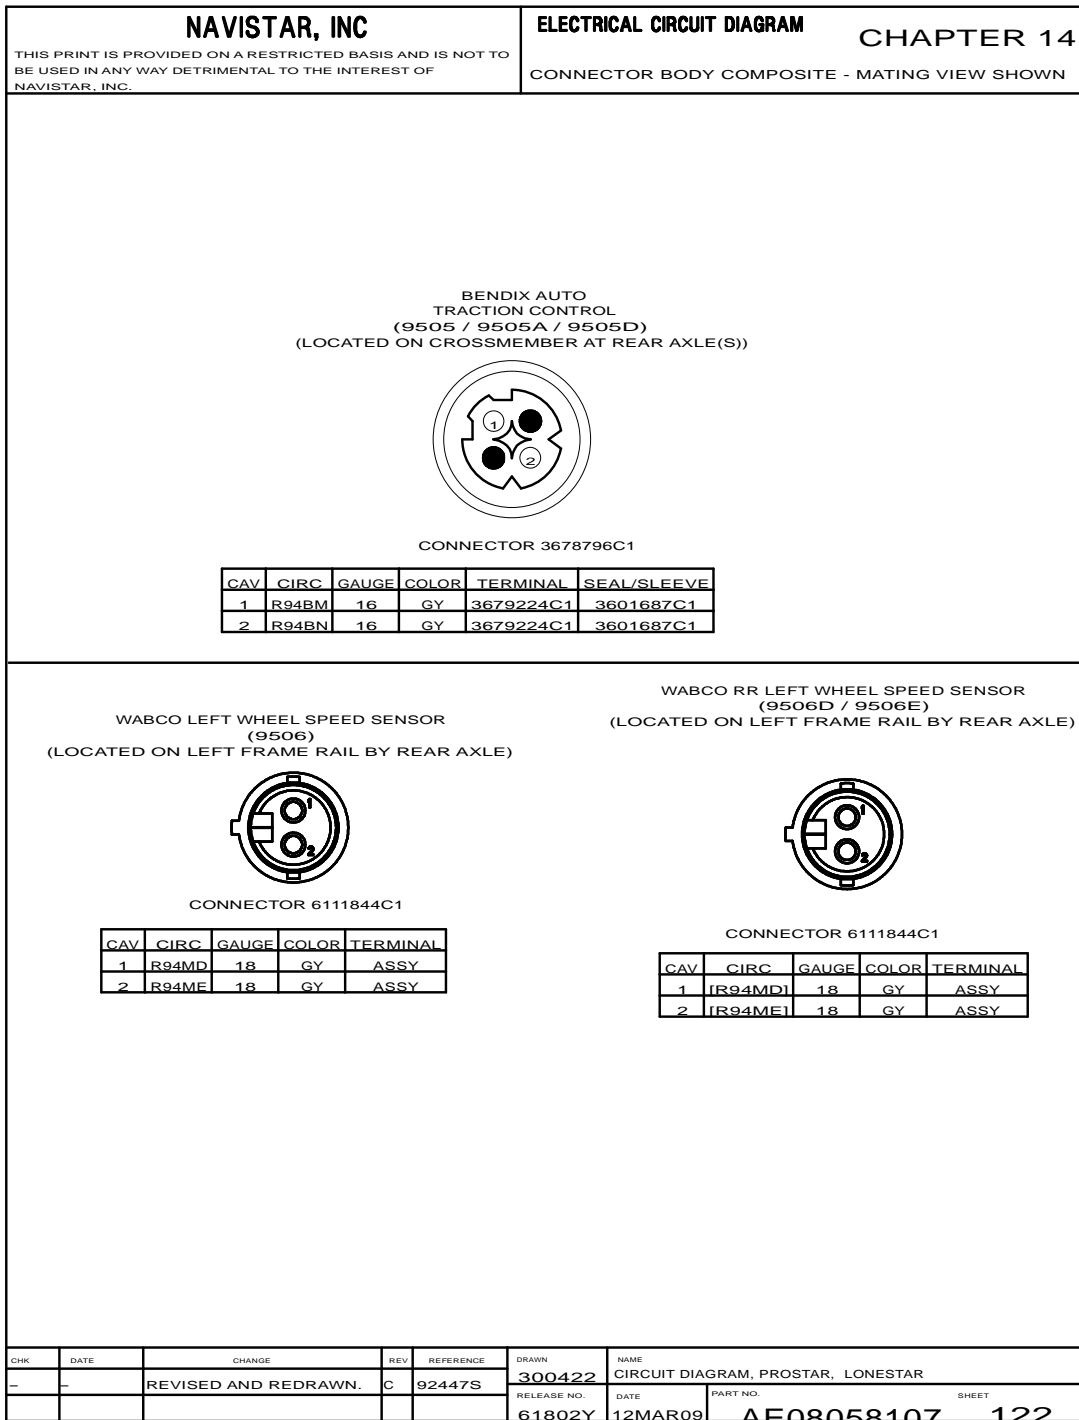 NAVISTAR, INC
THIS PRINT IS PROVIDED ON A RESTRICTED BASIS AND IS NOT TO
BE USED IN ANY WAY DETRIMENTAL TO THE INTEREST OF
NAVISTAR, INC.
ELECTRICAL CIRCUIT DIAGRAM
CHAPTER 14
CONNECTOR BODY COMPOSITE - MATING VIEW SHOWN
BENDIX AUTO
TRACTION CONTROL
(9505 / 9505A / 9505D)
(LOCATED ON CROSSMEMBER AT REAR AXLE(S))
1
2
CONNECTOR 3678796C1
CAV CIRC GAUGE COLOR TERMINAL SEAL/SLEEVE
1 R94BM 16 GY 3679224C1 3601687C1
2 R94BN 16 GY 3679224C1 3601687C1
WABCO LEFT WHEEL SPEED SENSOR
(9506)
(LOCATED ON LEFT FRAME RAIL BY REAR AXLE)
1
2
CONNECTOR 6111844C1
CAV CIRC GAUGE COLOR TERMINAL
1 R94MD 18 GY ASSY
2 R94ME 18 GY ASSY
WABCO RR LEFT WHEEL SPEED SENSOR
(9506D / 9506E)
(LOCATED ON LEFT FRAME RAIL BY REAR AXLE)
1
2
CONNECTOR 6111844C1
CAV CIRC GAUGE COLOR TERMINAL
1 [R94MD] 18 GY ASSY
2 [R94ME] 18 GY ASSY
CHK DATE CHANGE REV REFERENCE
– – REVISED AND REDRAWN. C 92447S
DRAWN
300422
NAME
CIRCUIT DIAGRAM, PROSTAR, LONESTAR
RELEASE NO.
61802Y
DATE
12MAR09
PART NO.
AE08058107
SHEET
122